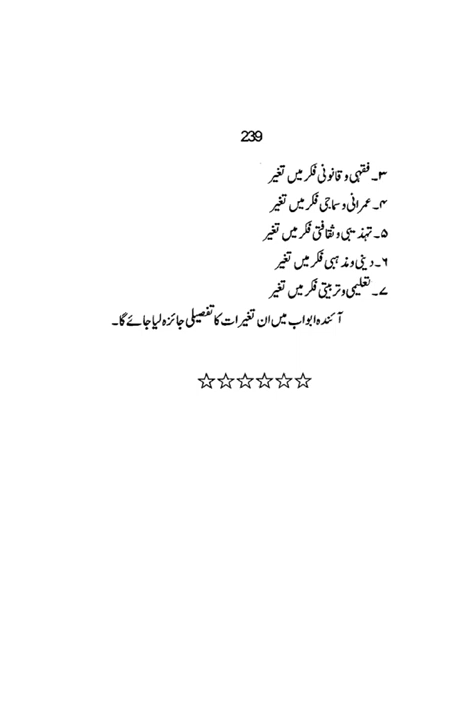 239
۳۔ فقہی و قانونی فکر میں تغیر
۴۔ عمرانی و سماجی فکر میں تغیر
۵۔ تہذیبی و ثقافتی فکر میں تغیر
۶۔ دینی و مذہبی فکر میں تغیر
۷۔ تعلیمی و تربیتی فکر میں تغیر
آئندہ ابواب میں ان تغیرات کا تفصیلی جائزہ لیا جائے گا۔
☆☆☆☆☆☆